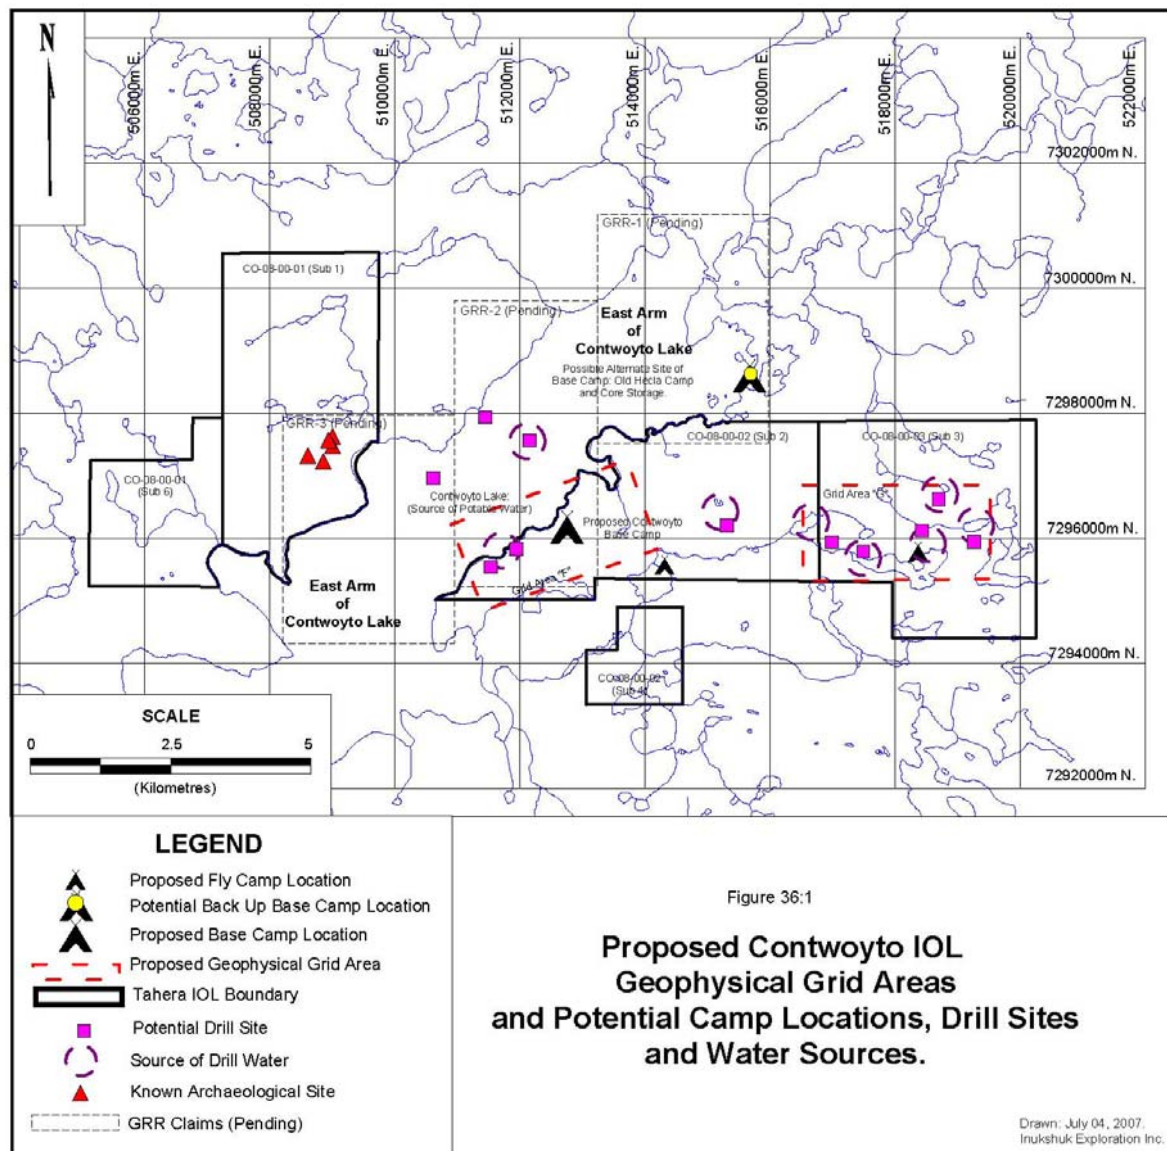 N
506000m E.
508000m E.
510000m E.
512000m E.
514000m E.
516000m E.
518000m E.
520000m E.
522000m E.
7302000m N.
GRR-1 (Pending)
CO-08-00-01 (Sub 1)
7300000m N.
GRR-2 (Pending)
East Arm
of
Contwoyto Lake
Possible Alternate Site of
Base Camp: Old Hecla Camp
and Core Storage.
7298000m N.
GRR-3 (Pending)
CO-08-00-02 (Sub 2)
CO-08-00-03 (Sub 3)
CO-08-00-01
(Sub 6)
Contwoyto Lake:
(Source of Potable Water)
Grid Area "G"
Proposed Contwoyto
Base Camp
7296000m N.
Grid Area "F"
East Arm
of
Contwoyto Lake
7294000m N.
CO-08-00-02
(Sub 4)
SCALE
0 2.5 5
(Kilometres)
7292000m N.
LEGEND
Proposed Fly Camp Location
Potential Back Up Base Camp Location
Proposed Base Camp Location
Proposed Geophysical Grid Area
Tahera IOL Boundary
Potential Drill Site
Source of Drill Water
Known Archaeological Site
GRR Claims (Pending)
Figure 36:1
Proposed Contwoyto IOL
Geophysical Grid Areas
and Potential Camp Locations, Drill Sites
and Water Sources.
Drawn: July 04, 2007.
Inukshuk Exploration Inc.